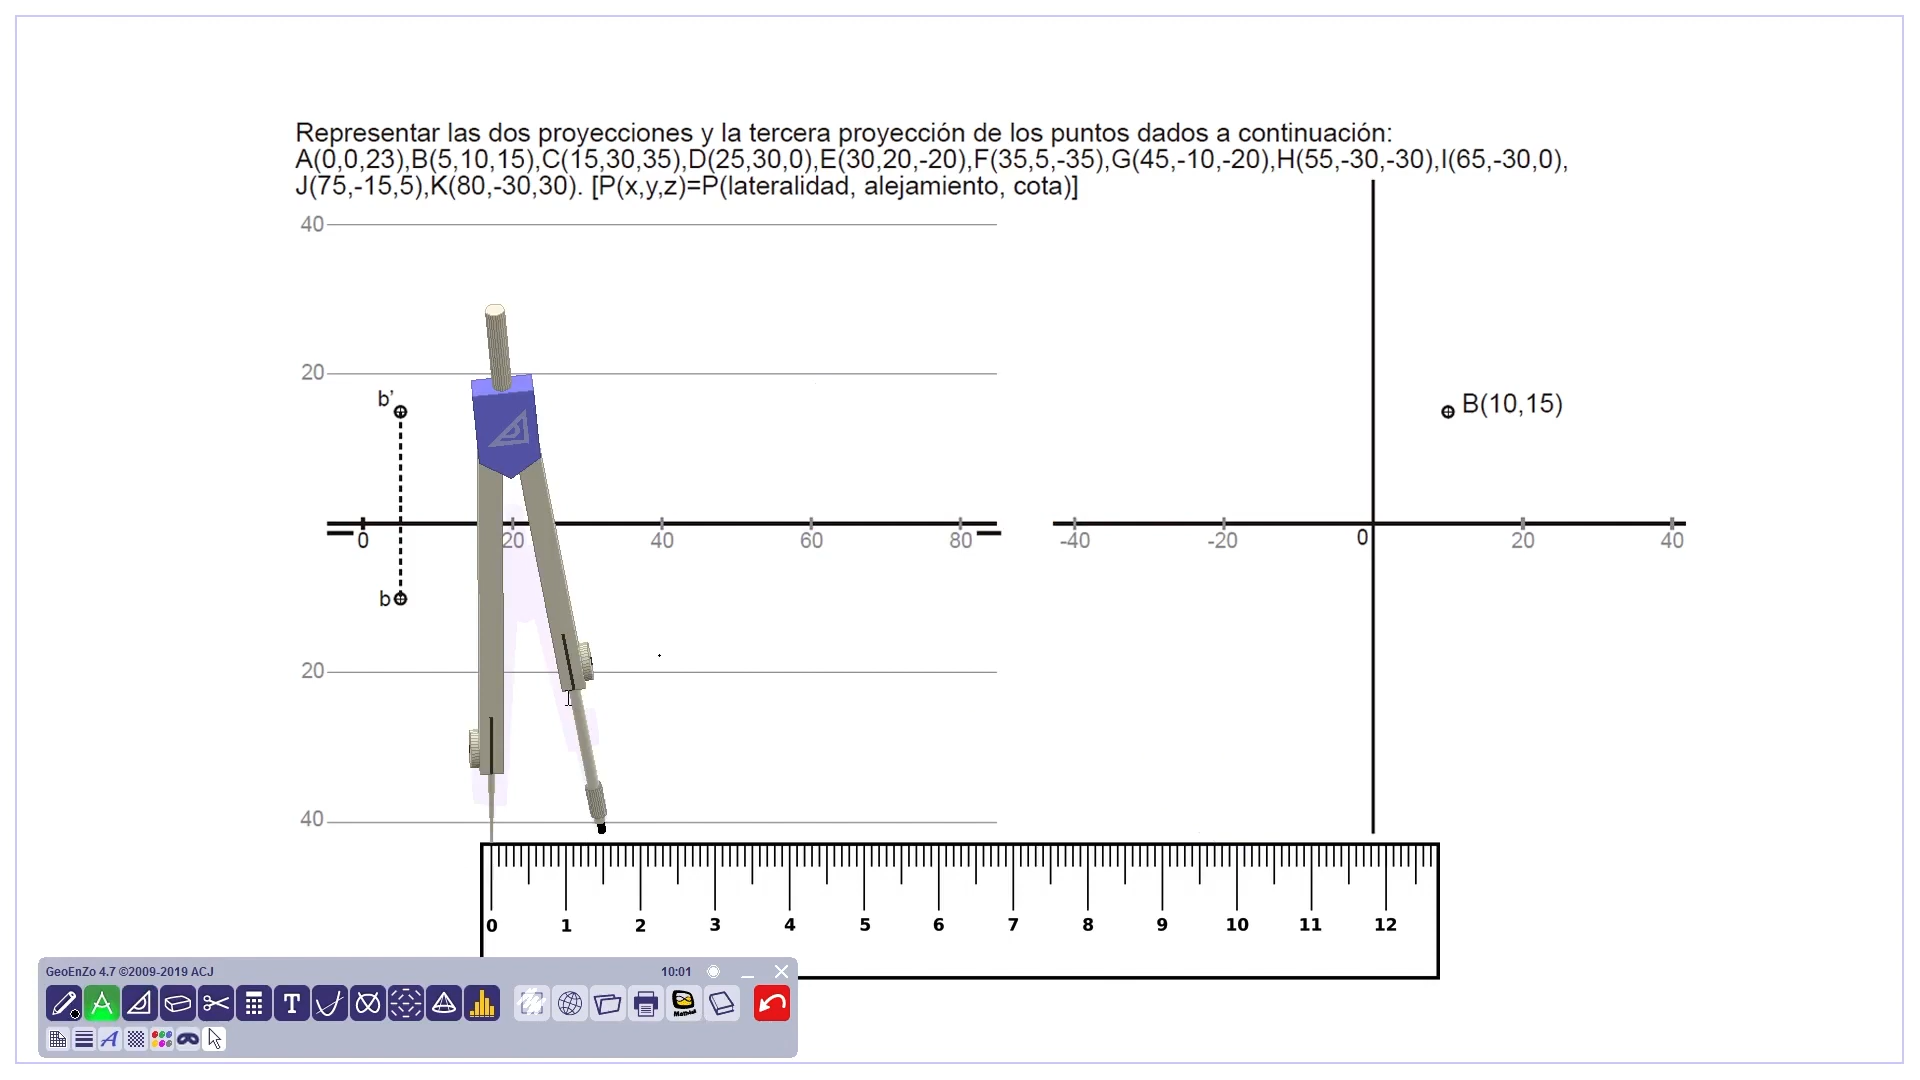 Representar las dos proyecciones y la tercera proyección de los puntos dados a continuación:
A(0,0,23),B(5,10,15),C(15,30,35),D(25,30,0),E(30,20,-20),F(35,5,-35),G(45,-10,-20),H(55,-30,-30),I(65,-30,0),
J(75,-15,5),K(80,-30,30). [P(x,y,z)=P(lateralidad, alejamiento, cota)]
40
20
b’
B(10,15)
0 20 40 60 80
-40 -20 0 20 40
b
20
40
0 1 2 3 4 5 6 7 8 9 10 11 12
GeoEnZo 4.7 ©2009-2019 ACJ 10:01
T
A